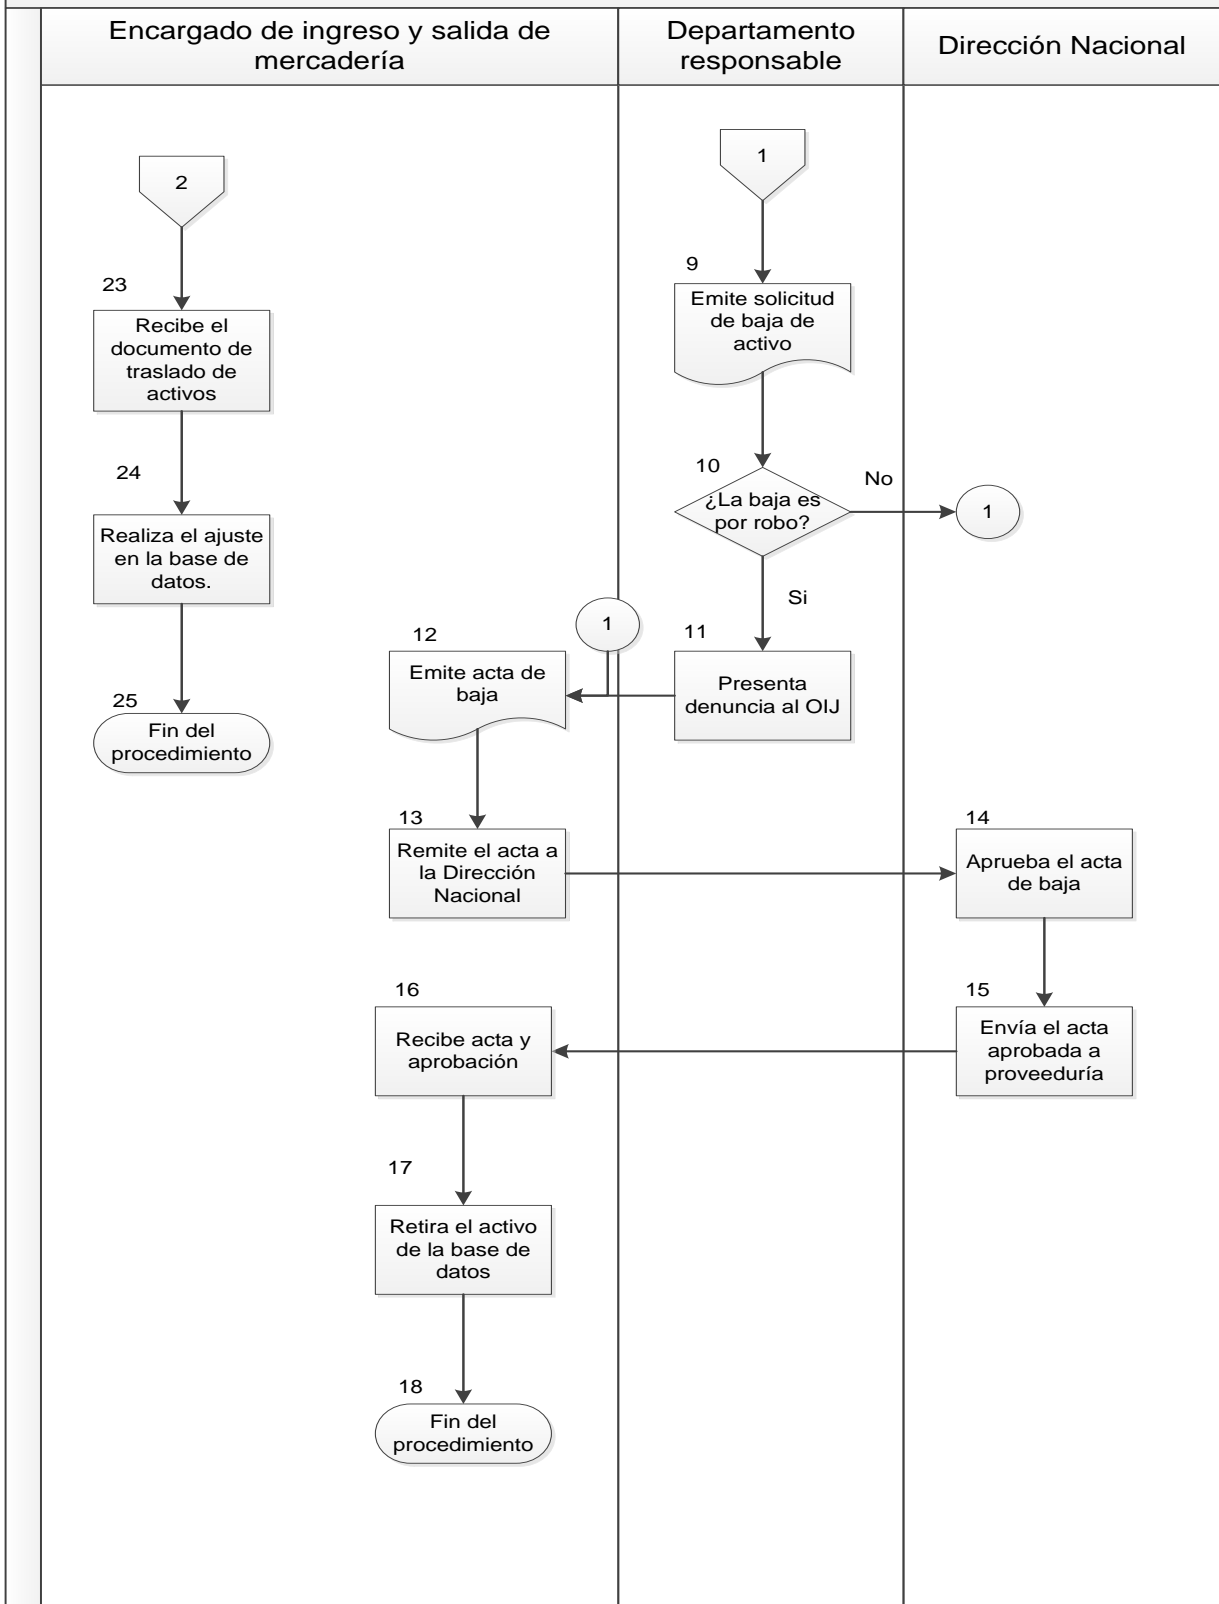 Encargado de ingreso y salida de
mercadería
Departamento
responsable
Dirección Nacional
2
23
Recibe el
documento de
traslado de
activos
24
Realiza el ajuste
en la base de
datos.
25
Fin del
procedimiento
1
9
Emite solicitud
de baja de
activo
10
¿La baja es
por robo?
No
1
Si
11
Presenta
denuncia al OIJ
1
12
Emite acta de
baja
13
Remite el acta a
la Dirección
Nacional
14
Aprueba el acta
de baja
15
Envía el acta
aprobada a
proveeduría
16
Recibe acta y
aprobación
17
Retira el activo
de la base de
datos
18
Fin del
procedimiento